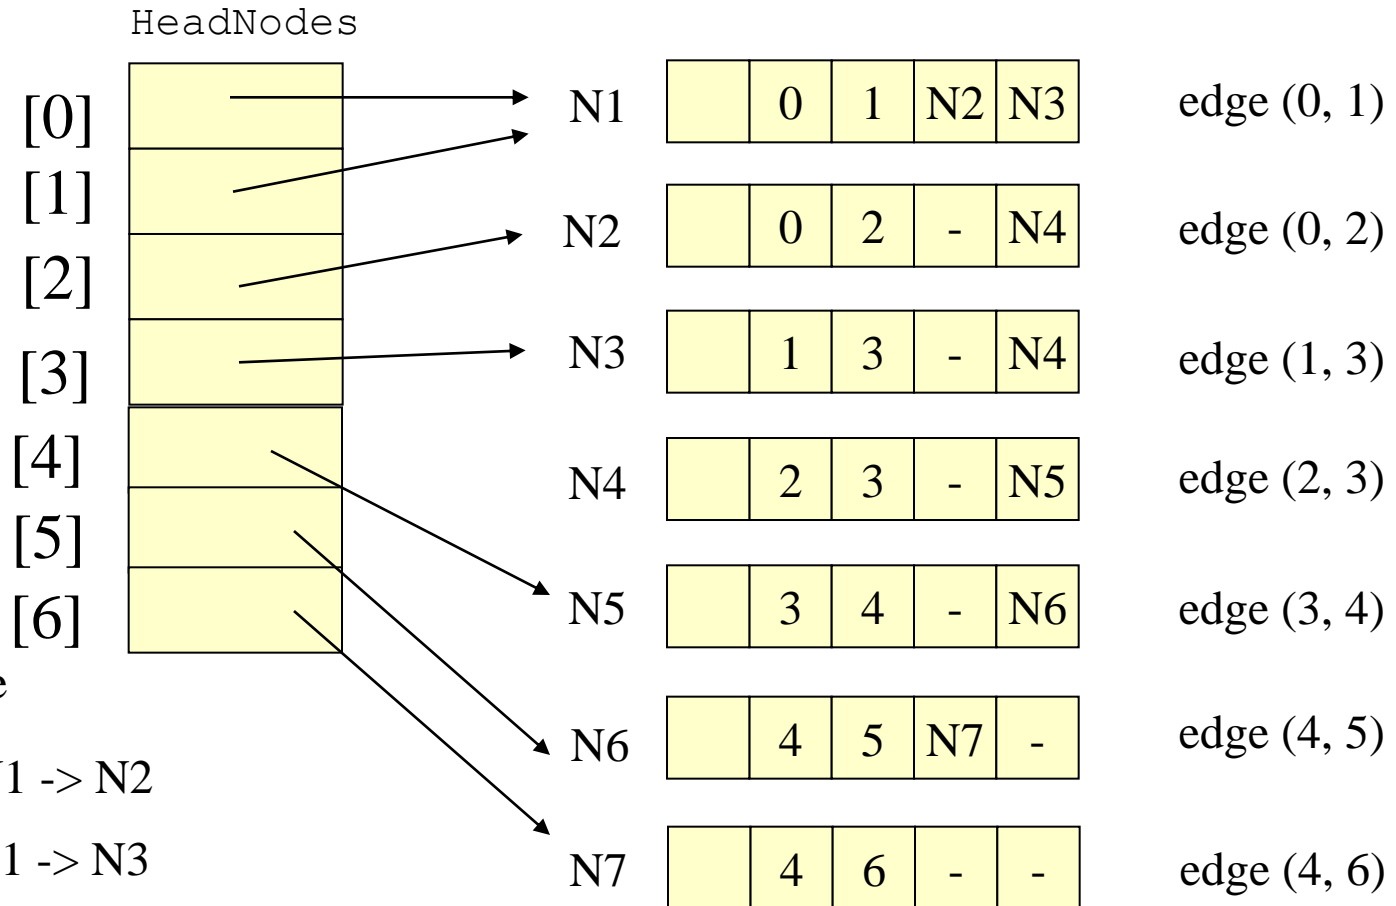 HeadNodes
[0] N1 0 1 N2 N3 edge (0, 1)
[1]
N2 0 2 - N4 edge (0, 2)
[2]
[3] N3 1 3 - N4 edge (1, 3)
[4] N4 2 3 - N5 edge (2, 3)
[5]
[6] N5 3 4 - N6 edge (3, 4)
e
N6 4 5 N7 - edge (4, 5)
1 -> N2
1 -> N3
N7 4 6 - - edge (4, 6)